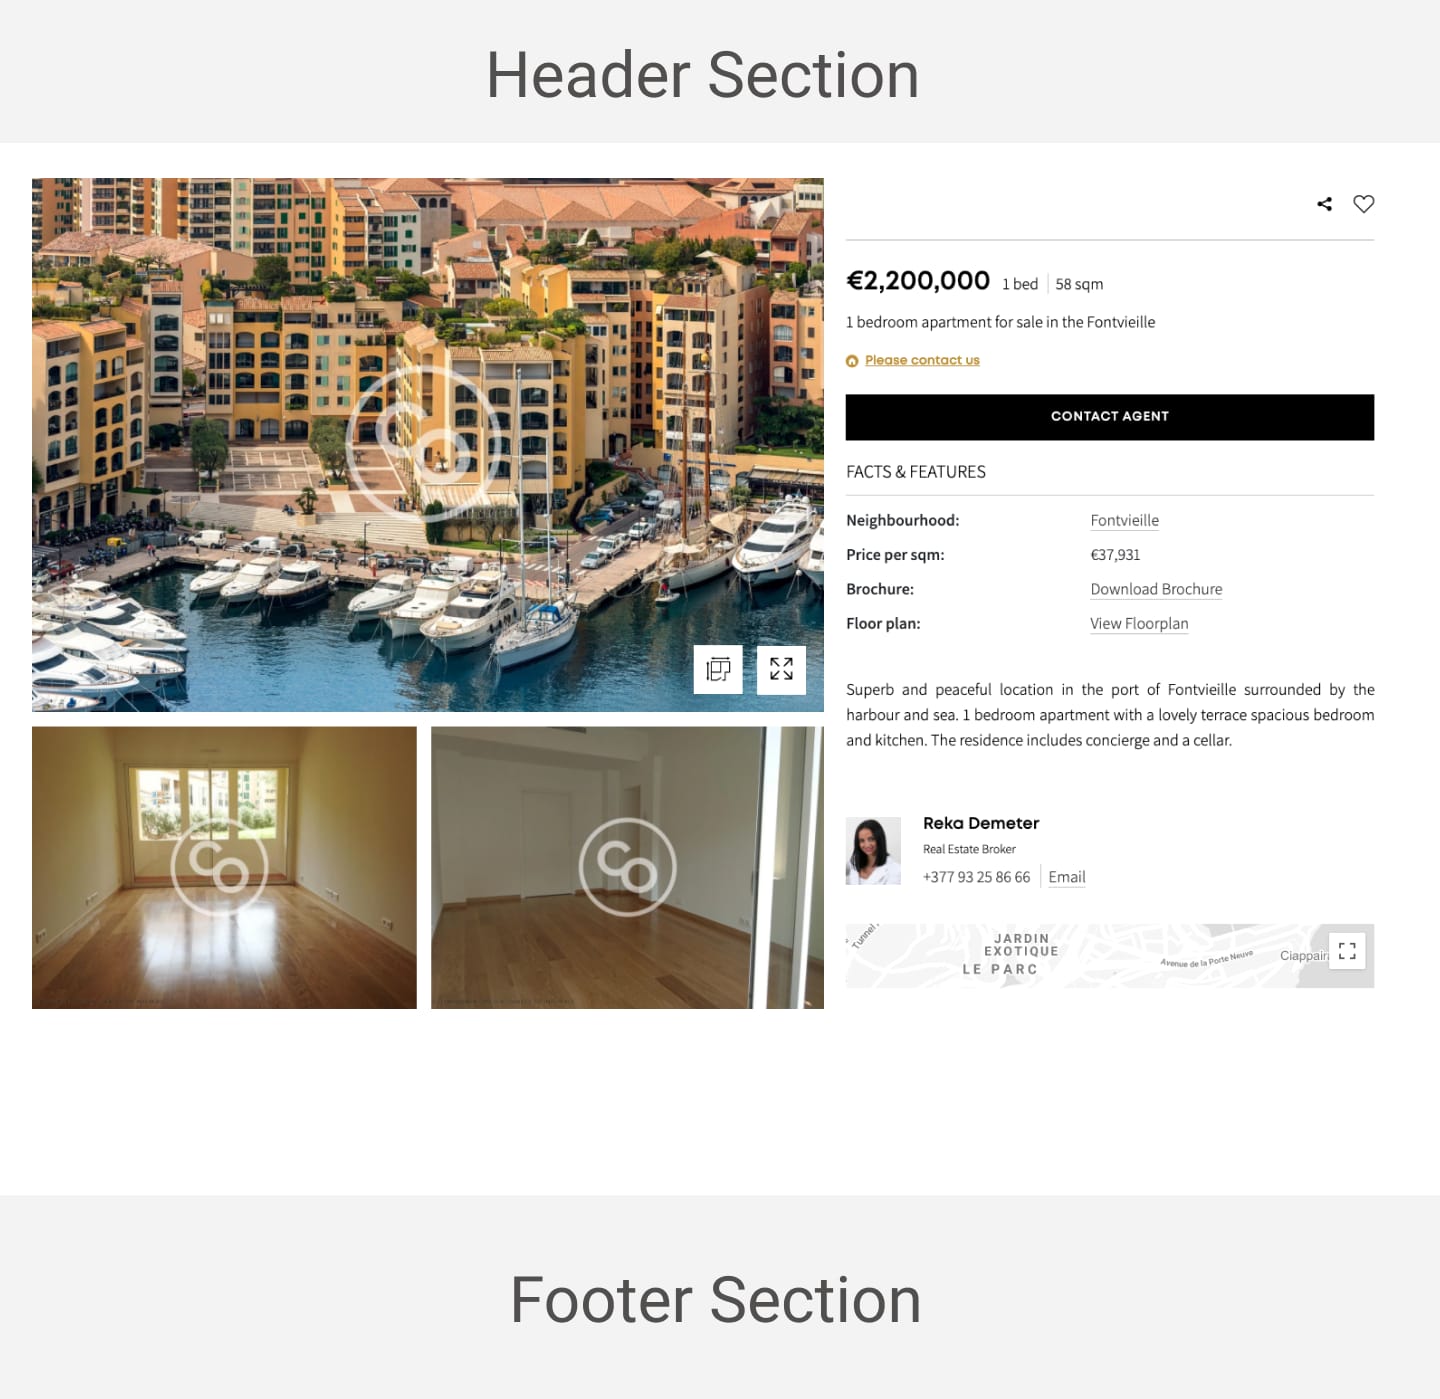 Header Section
€2,200,000 1 bed 58 sqm
1 bedroom apartment for sale in the Fontvieille
Please contact us
CONTACT AGENT
FACTS & FEATURES
Neighbourhood: Fontvieille
Price per sqm: €37,931
Brochure: Download Brochure
Floor plan: View Floorplan
Superb and peaceful location in the port of Fontvieille surrounded by the
harbour and sea. 1 bedroom apartment with a lovely terrace spacious bedroom
and kitchen. The residence includes concierge and a cellar.
Reka Demeter
Real Estate Broker
+377 93 25 86 66 Email
Tunnel
JARDIN
EXOTIQUE
LE PARC
Avenue de la Porte Neuve
CO
CO
CO
Footer Section